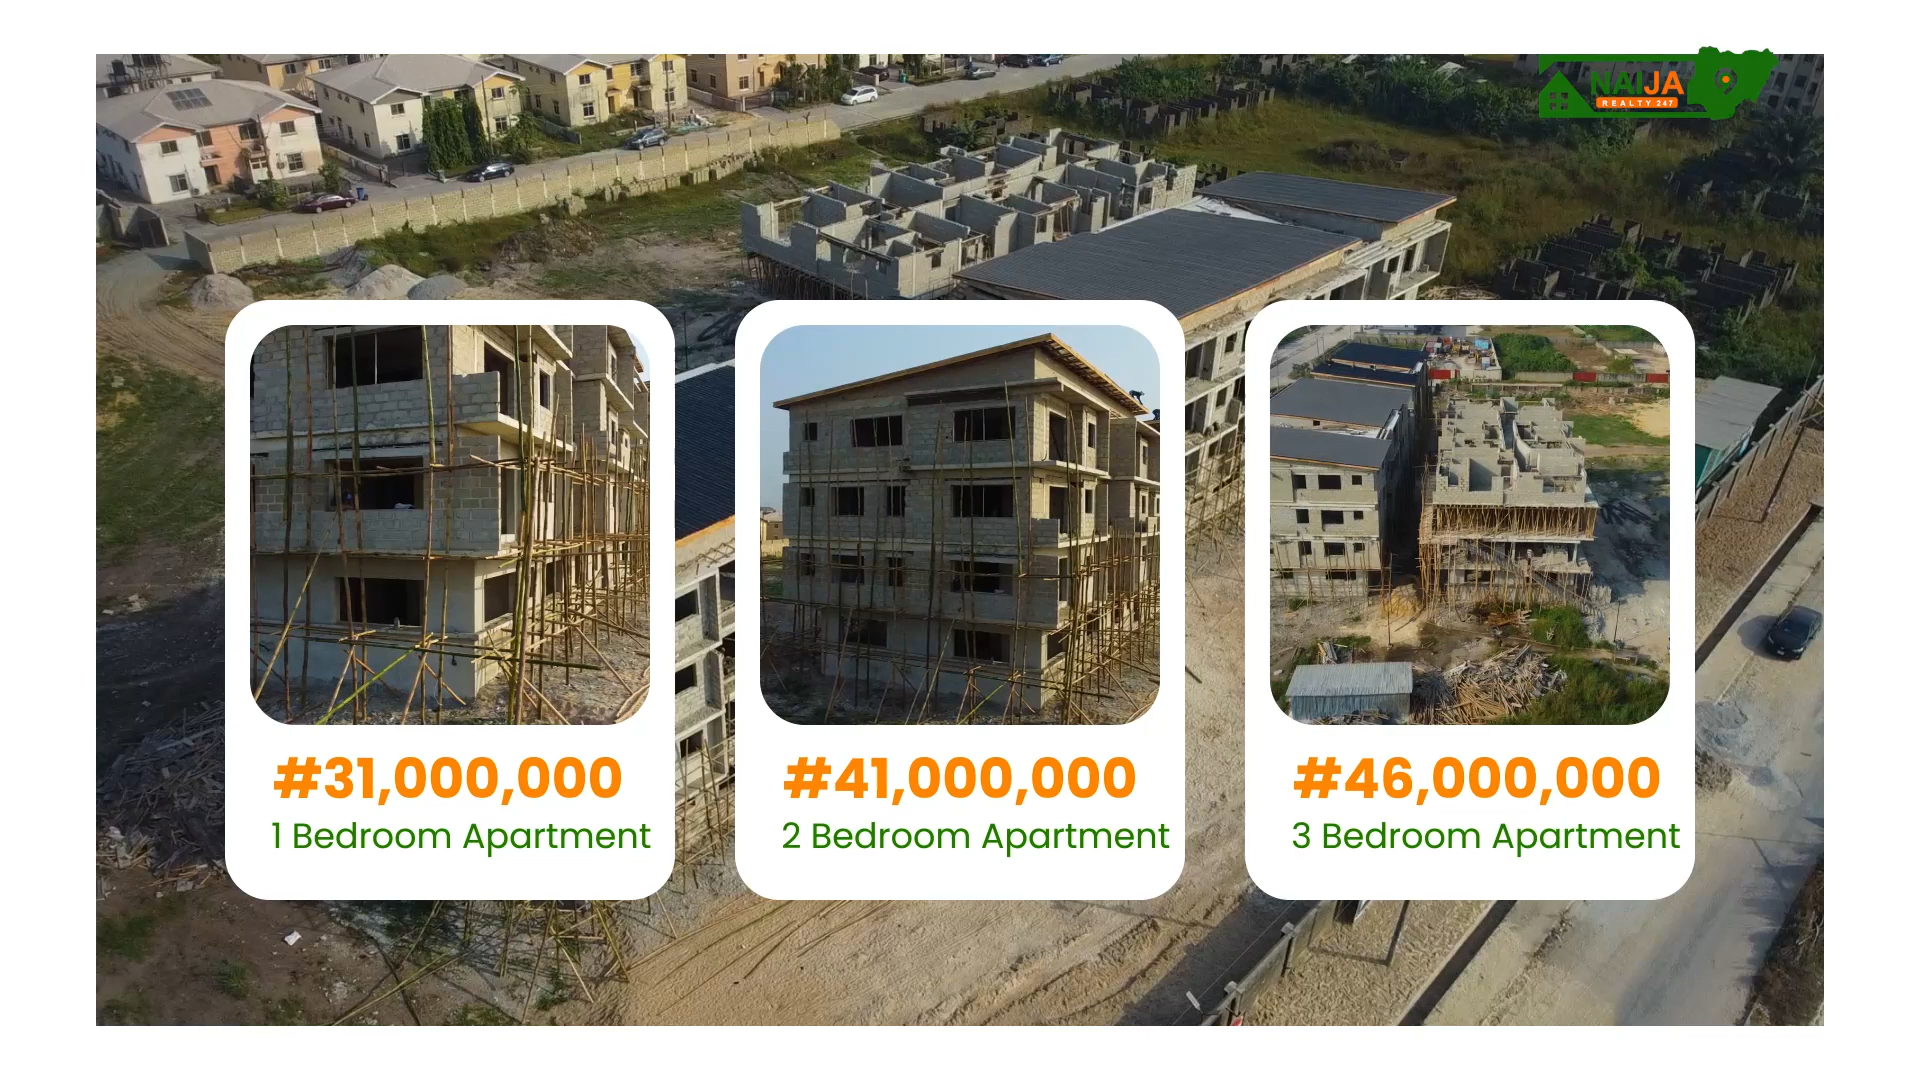 NAIJA
REALTY 247
#31,000,000
1 Bedroom Apartment
#41,000,000
2 Bedroom Apartment
#46,000,000
3 Bedroom Apartment